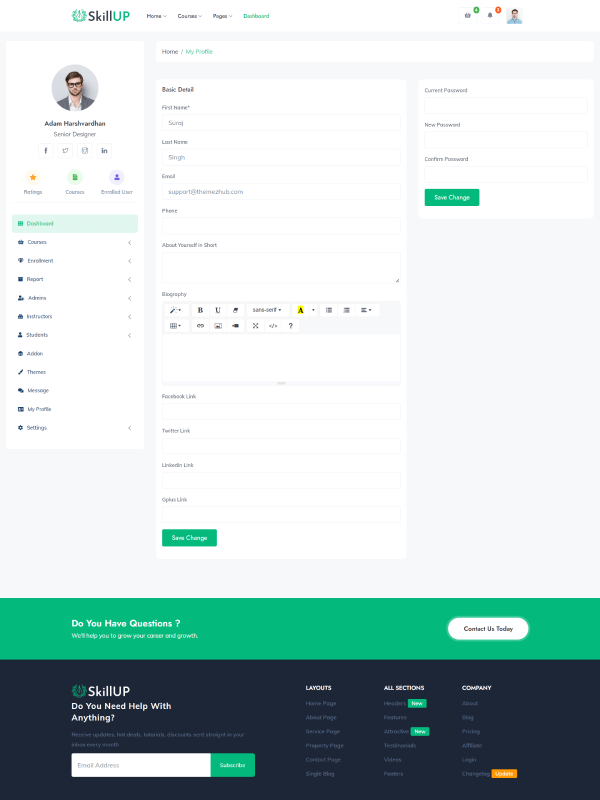 SkillUP
Home Courses Pages Dashboard
Adam Harshvardhan
Senior Designer
Ratings Courses Enrolled User
Dashboard
Courses
Enrollment
Report
Admins
Instructors
Students
Addon
Themes
Message
My Profile
Settings
Home / My Profile
Basic Detail
First Name*
Suraj
Last Name
Singh
Email
support@themezhub.com
Phone
About Yourself in Short
Biography
B U sans-serif A
</> ?
Facebook Link
Twitter Link
LinkedIn Link
Gplus Link
Save Change
Current Password
New Password
Confirm Password
Save Change
Do You Have Questions ?
We'll help you to grow your career and growth.
Contact Us Today
SkillUP
Do You Need Help With
Anything?
Receive updates, hot deals, tutorials, discounts sent straight in your
inbox every month
Email Address
Subscribe
LAYOUTS
Home Page
About Page
Service Page
Property Page
Contact Page
Single Blog
ALL SECTIONS
Headers New
Features
Attractive New
Testimonials
Videos
Footers
COMPANY
About
Blog
Pricing
Affiliate
Login
Changelog Update